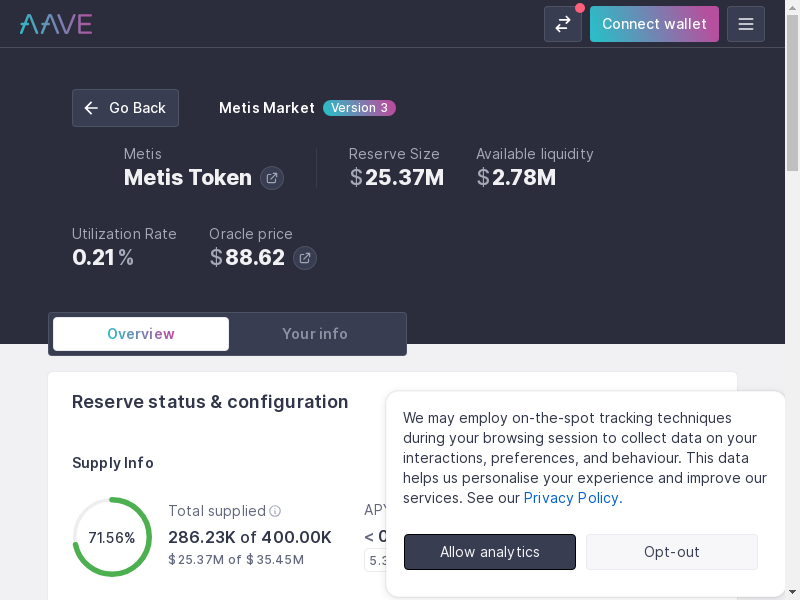 AAVE
Connect wallet
Go Back
Metis Market
Version 3
Metis
Metis Token
Reserve Size
$25.37M
Available liquidity
$2.78M
Utilization Rate
0.21%
Oracle price
$88.62
Overview
Your info
Reserve status & configuration
Supply Info
71.56%
Total supplied
286.23K of 400.00K
$25.37M of $35.45M
We may employ on-the-spot tracking techniques
during your browsing session to collect data on your
interactions, preferences, and behaviour. This data
helps us personalise your experience and improve our
services. See our Privacy Policy.
Allow analytics
Opt-out